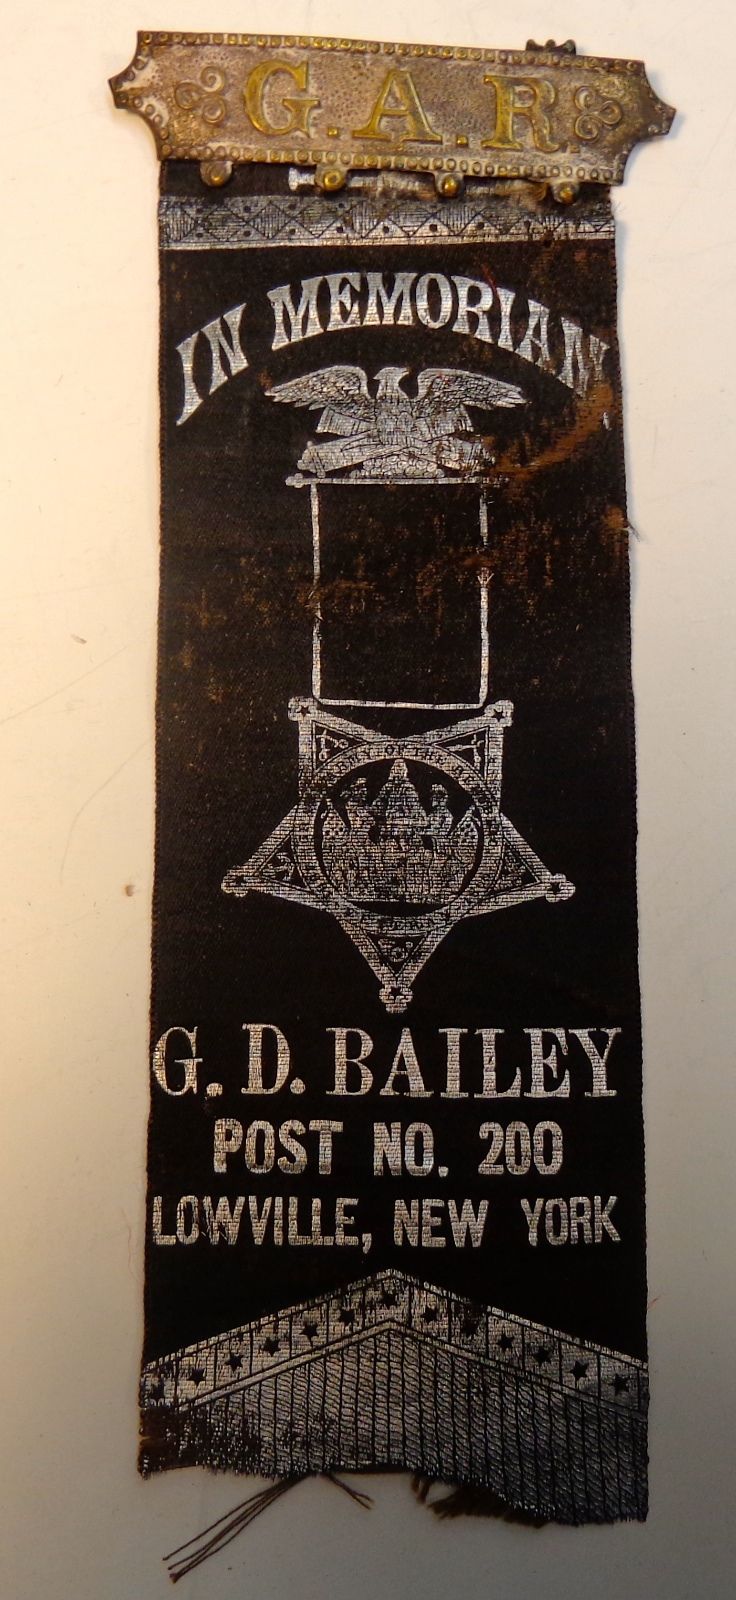 G.A.R.
IN MEMORIAM
G. D. BAILEY
POST NO. 200
LOWVILLE, NEW YORK